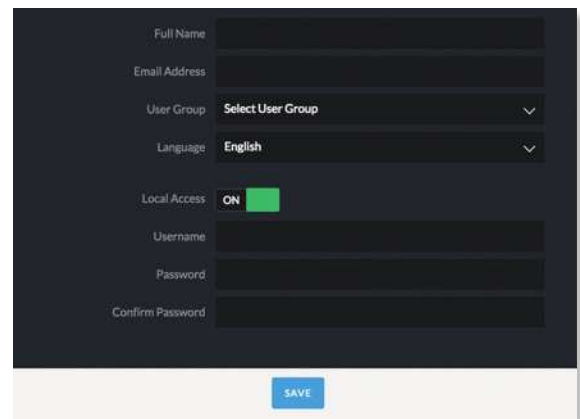 Full Name
Email Address
User Group Select User Group
Language English
Local Access ON
Username
Password
Confirm Password
SAVE